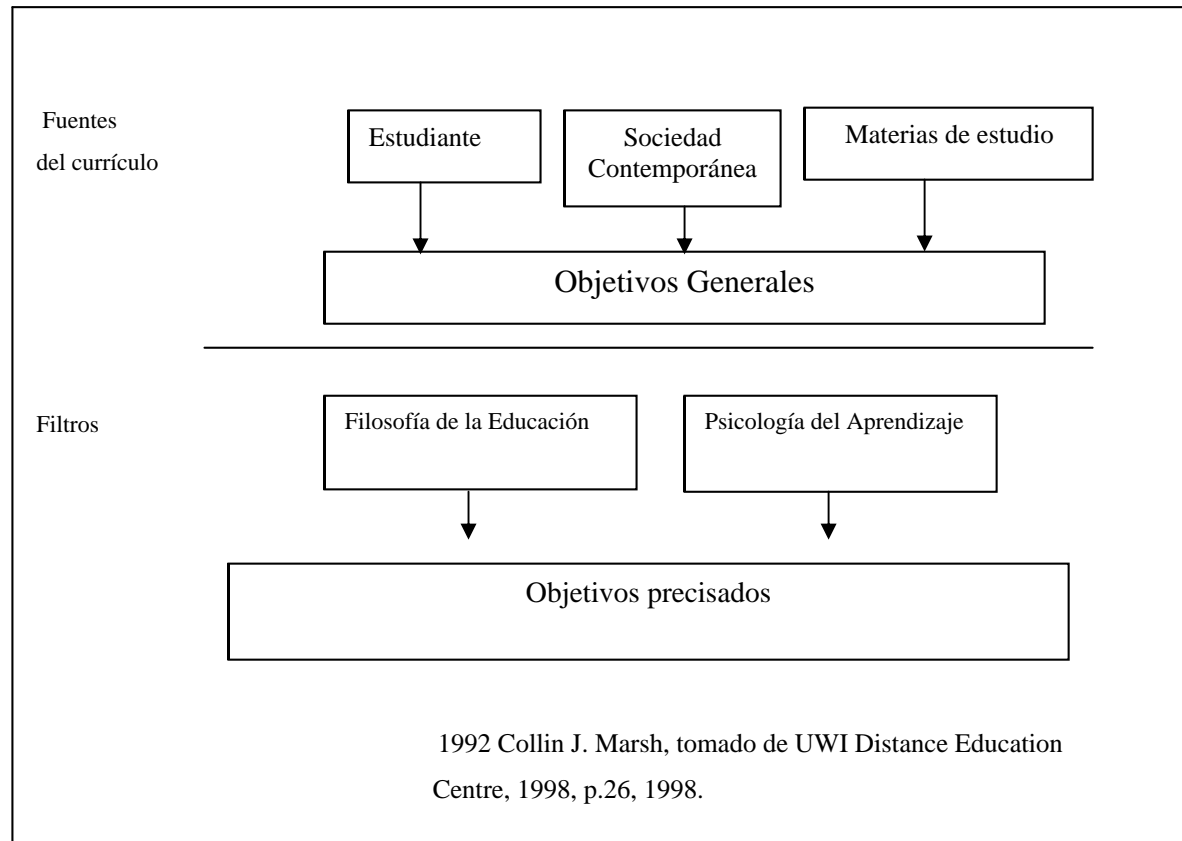 Fuentes
del currículo
Estudiante
Sociedad
Contemporánea
Materias de estudio
Objetivos Generales
Filtros
Filosofía de la Educación
Psicología del Aprendizaje
Objetivos precisados
1992 Collin J. Marsh, tomado de UWI Distance Education
Centre, 1998, p.26, 1998.